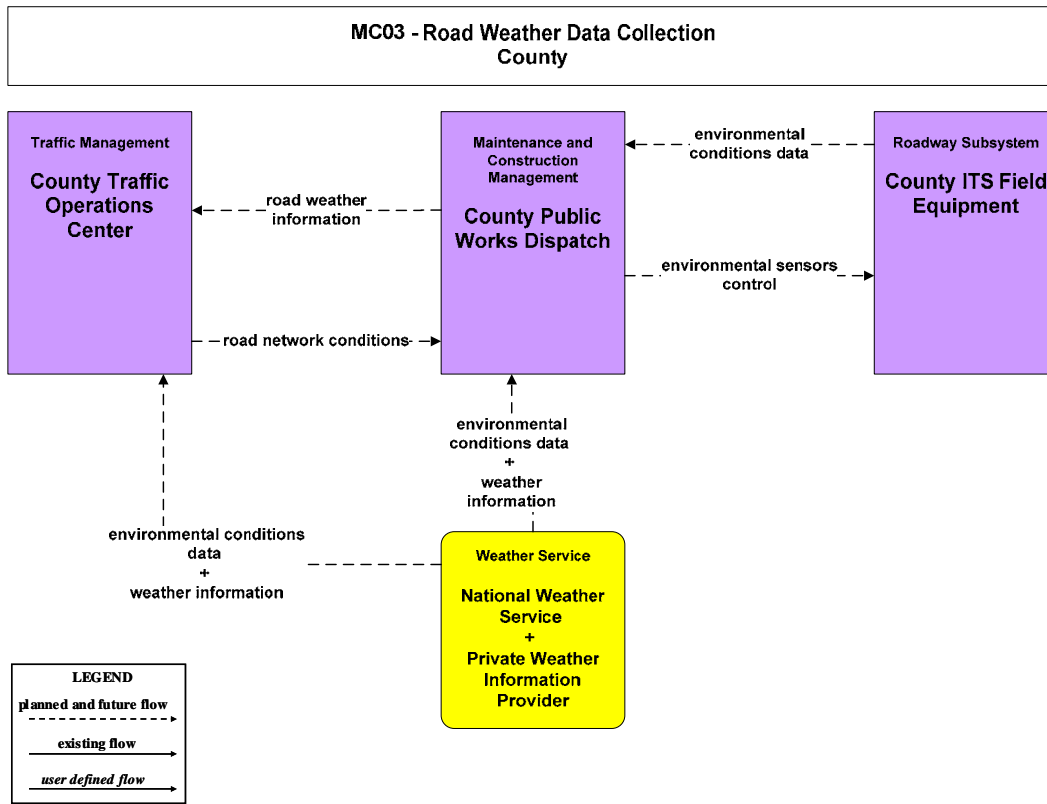 MC03 - Road Weather Data Collection
County
Traffic Management
County Traffic
Operations
Center
road weather
information
road network conditions
Maintenance and
Construction
Management
County Public
Works Dispatch
environmental
conditions data
environmental sensors
control
Roadway Subsystem
County ITS Field
Equipment
environmental
conditions data
+
weather
information
environmental conditions
data
+
weather information
Weather Service
National Weather
Service
+
Private Weather
Information
Provider
LEGEND
planned and future flow
existing flow
user defined flow